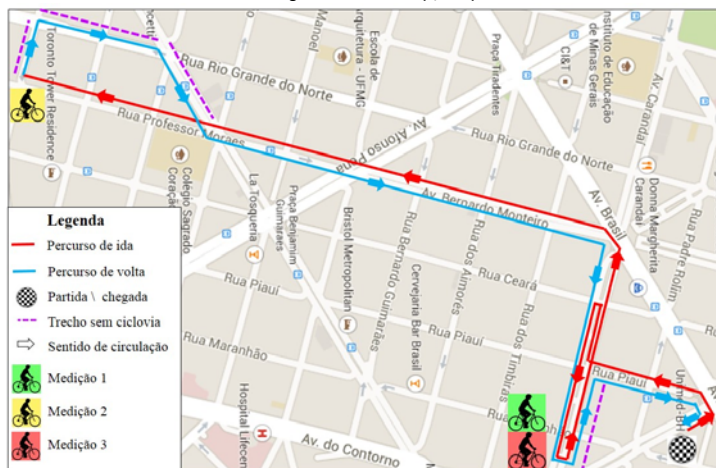 ncetti
Manoel
Escola de
Arquitetura - UFMG
Praça Tiradentes
CI&T
Instituto de Educação
de Minas Gerais
Av. Carandaí
Rua Rio Grande do Norte
Toronto Tower Residence
Rua Professor Moraes
Av. Afonso Pena
Rua Rio Grande do Norte
Colégio Sagrado
Coração
La Tosqueria
Praça Benjamim
Guimarães
Bristol Metropolitan
Av. Bernardo Monteiro
Rua Bernardo Guimarães
Rua dos Aimorés
Av. Brasil
Donna Margherita
Carandaí
Rua Padre Rolim
Rua Ceará
Rua Piauí
Cervejaria Bar Brasil
Rua dos Timbiras
Rua Maranhão
Rua Piauí
Unimed-BH
Hospital Lifecen
Av. do Contorno
Legenda
Percurso de ida
Percurso de volta
Partida \ chegada
Trecho sem ciclovia
Sentido de circulação
Medição 1
Medição 2
Medição 3